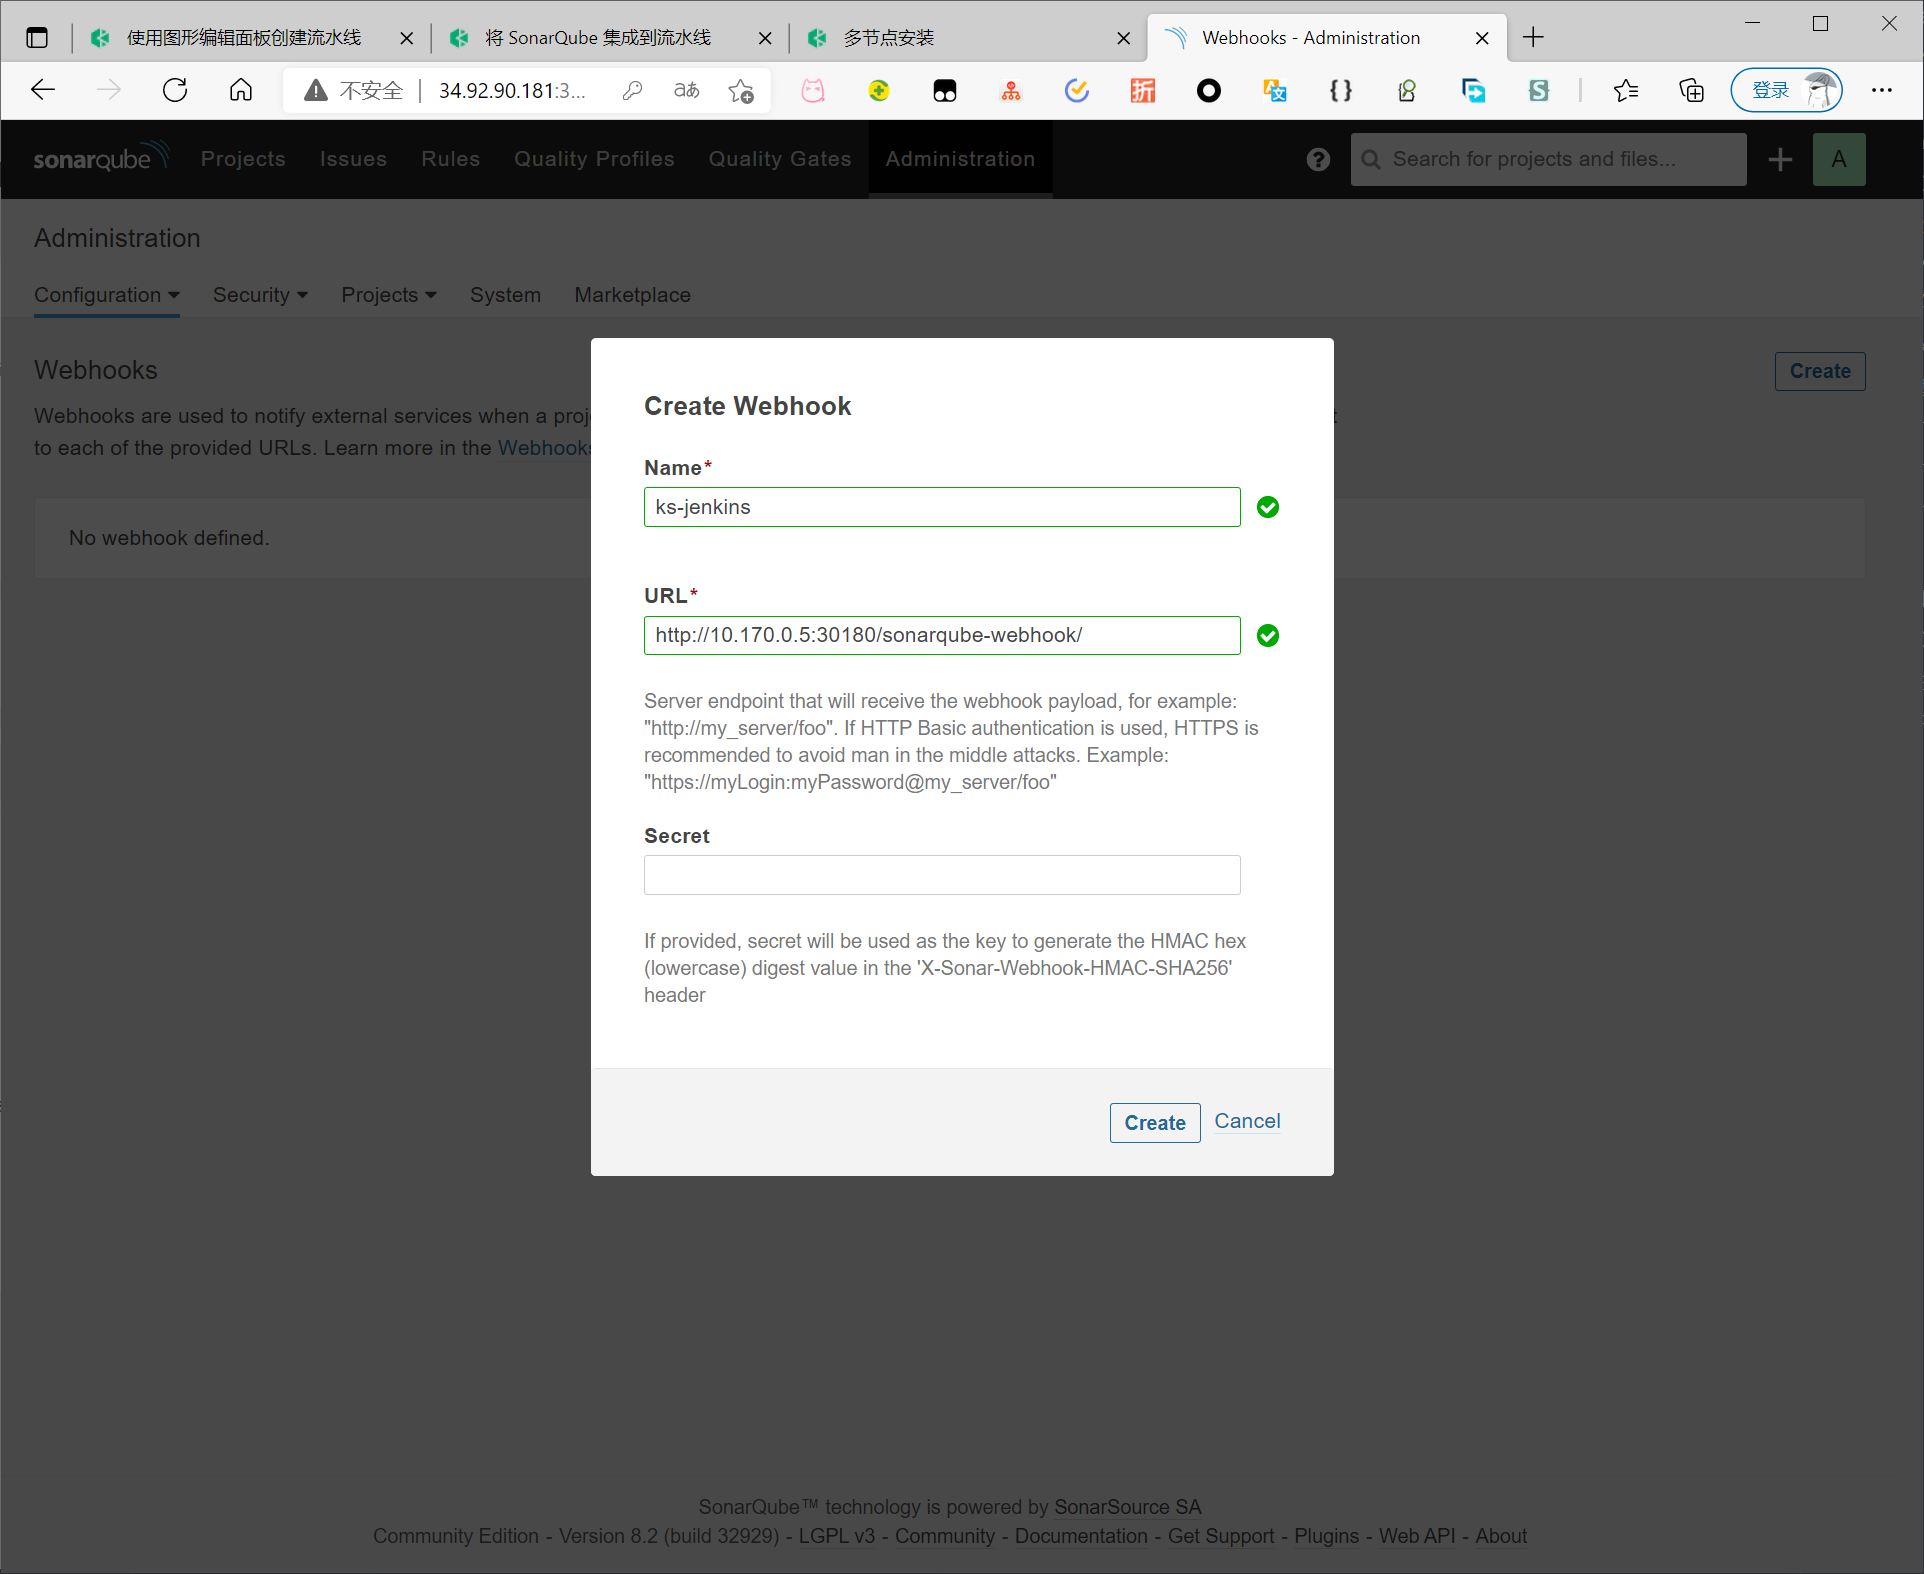 使用图形编辑面板创建流水线
将 SonarQube 集成到流水线
多节点安装
Webhooks - Administration
不安全
34.92.90.181:3...
aあ
折
登录
sonarqube
Projects
Issues
Rules
Quality Profiles
Quality Gates
Administration
Search for projects and files...
A
Administration
Configuration
Security
Projects
System
Marketplace
Webhooks
Create
Webhooks are used to notify external services when a proj
to each of the provided URLs. Learn more in the Webhooks
No webhook defined.
Create Webhook
Name*
ks-jenkins
URL*
http://10.170.0.5:30180/sonarqube-webhook/
Server endpoint that will receive the webhook payload, for example:
"http://my_server/foo". If HTTP Basic authentication is used, HTTPS is
recommended to avoid man in the middle attacks. Example:
"https://myLogin:myPassword@my_server/foo"
Secret
If provided, secret will be used as the key to generate the HMAC hex
(lowercase) digest value in the 'X-Sonar-Webhook-HMAC-SHA256'
header
Create
Cancel
SonarQube™ technology is powered by SonarSource SA
Community Edition - Version 8.2 (build 32929) - LGPL v3 - Community - Documentation - Get Support - Plugins - Web API - About